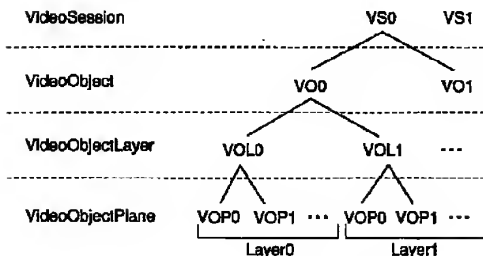 VideoSession VS0 VS1
VideoObject VO0 VO1
VideoObjectLayer VOL0 VOL1 ...
VideoObjectPlane VOP0 VOP1 ... VOP0 VOP1 ...
Layer0 Layer1